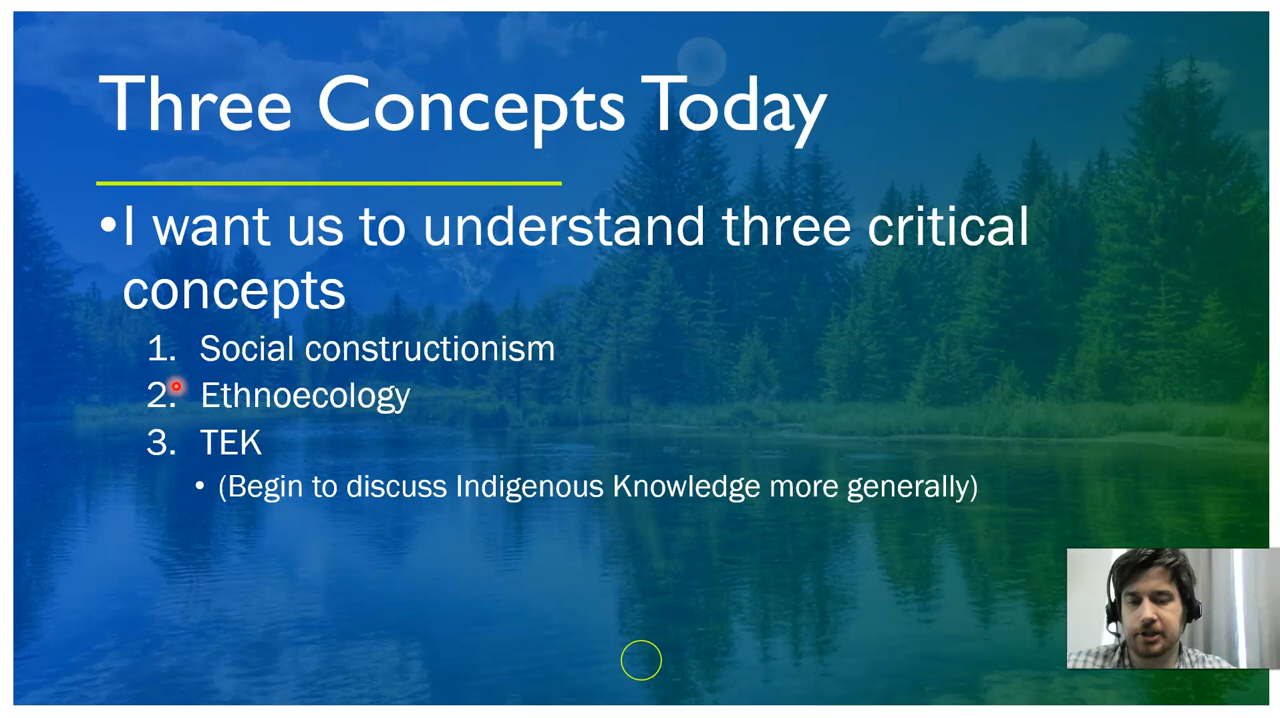 Three Concepts Today
•I want us to understand three critical
concepts
1. Social constructionism
2. Ethnoecology
3. TEK
• (Begin to discuss Indigenous Knowledge more generally)